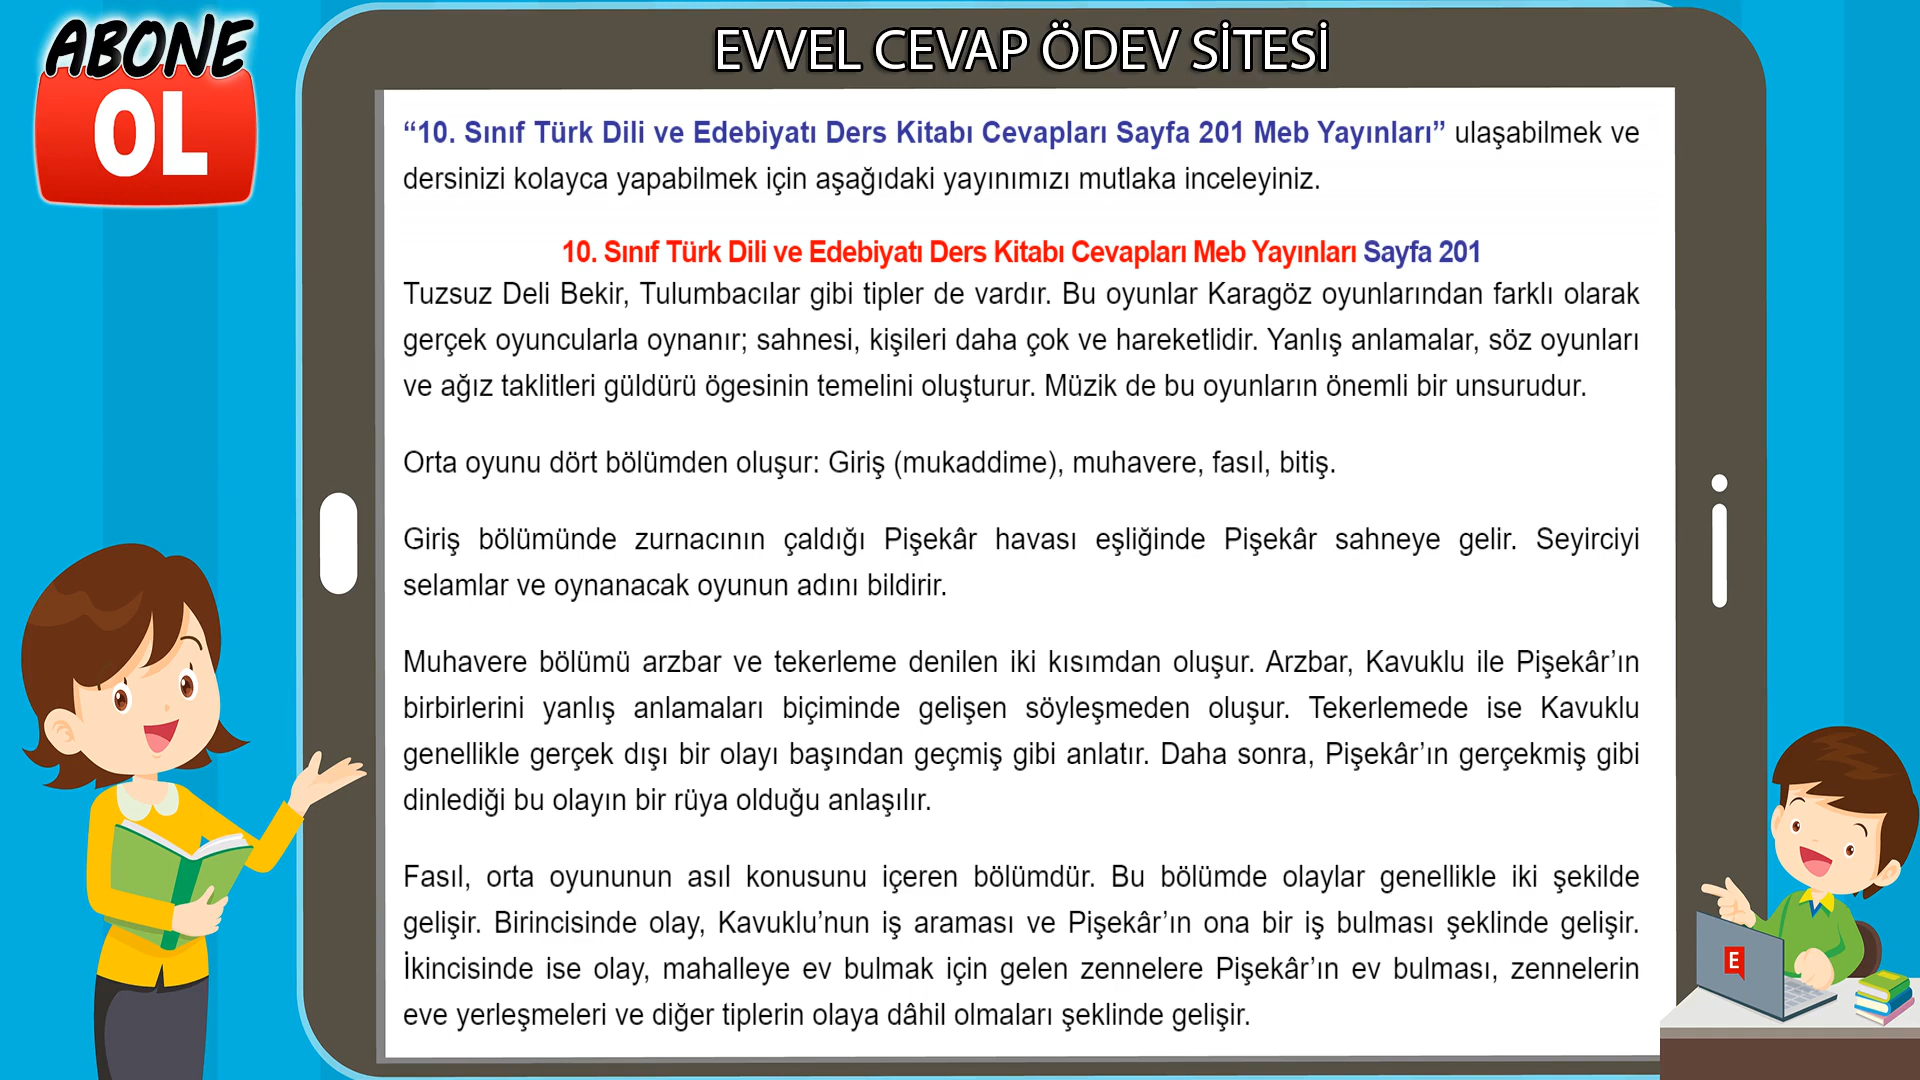 ABONE
OL
EVVEL CEVAP ÖDEV SİTESİ
“10. Sınıf Türk Dili ve Edebiyatı Ders Kitabı Cevapları Sayfa 201 Meb Yayınları” ulaşabilmek ve
dersinizi kolayca yapabilmek için aşağıdaki yayınımızı mutlaka inceleyiniz.
10. Sınıf Türk Dili ve Edebiyatı Ders Kitabı Cevapları Meb Yayınları Sayfa 201
Tuzsuz Deli Bekir, Tulumbacılar gibi tipler de vardır. Bu oyunlar Karagöz oyunlarından farklı olarak
gerçek oyuncularla oynanır; sahnesi, kişileri daha çok ve hareketlidir. Yanlış anlamalar, söz oyunları
ve ağız taklitleri güldürü ögesinin temelini oluşturur. Müzik de bu oyunların önemli bir unsurudur.
Orta oyunu dört bölümden oluşur: Giriş (mukaddime), muhavere, fasıl, bitiş.
Giriş bölümünde zurnacının çaldığı Pişekâr havası eşliğinde Pişekâr sahneye gelir. Seyirciyi
selamlar ve oynanacak oyunun adını bildirir.
Muhavere bölümü arzbar ve tekerleme denilen iki kısımdan oluşur. Arzbar, Kavuklu ile Pişekâr’ın
birbirlerini yanlış anlamaları biçiminde gelişen söyleşmeden oluşur. Tekerlemede ise Kavuklu
genellikle gerçek dışı bir olayı başından geçmiş gibi anlatır. Daha sonra, Pişekâr’ın gerçekmiş gibi
dinlediği bu olayın bir rüya olduğu anlaşılır.
Fasıl, orta oyununun asıl konusunu içeren bölümdür. Bu bölümde olaylar genellikle iki şekilde
gelişir. Birincisinde olay, Kavuklu’nun iş araması ve Pişekâr’ın ona bir iş bulması şeklinde gelişir.
İkincisinde ise olay, mahalleye ev bulmak için gelen zennelere Pişekâr’ın ev bulması, zennelerin
eve yerleşmeleri ve diğer tiplerin olaya dâhil olmaları şeklinde gelişir.
E